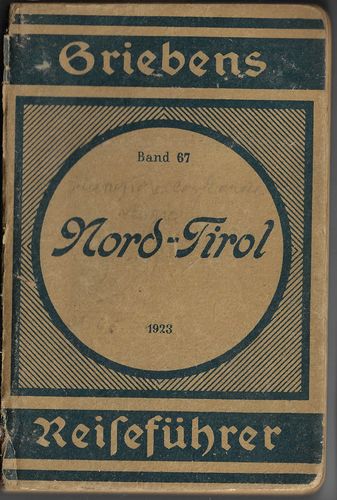 Griebens
Band 67
Nord-Tirol
1923
Reiseführer